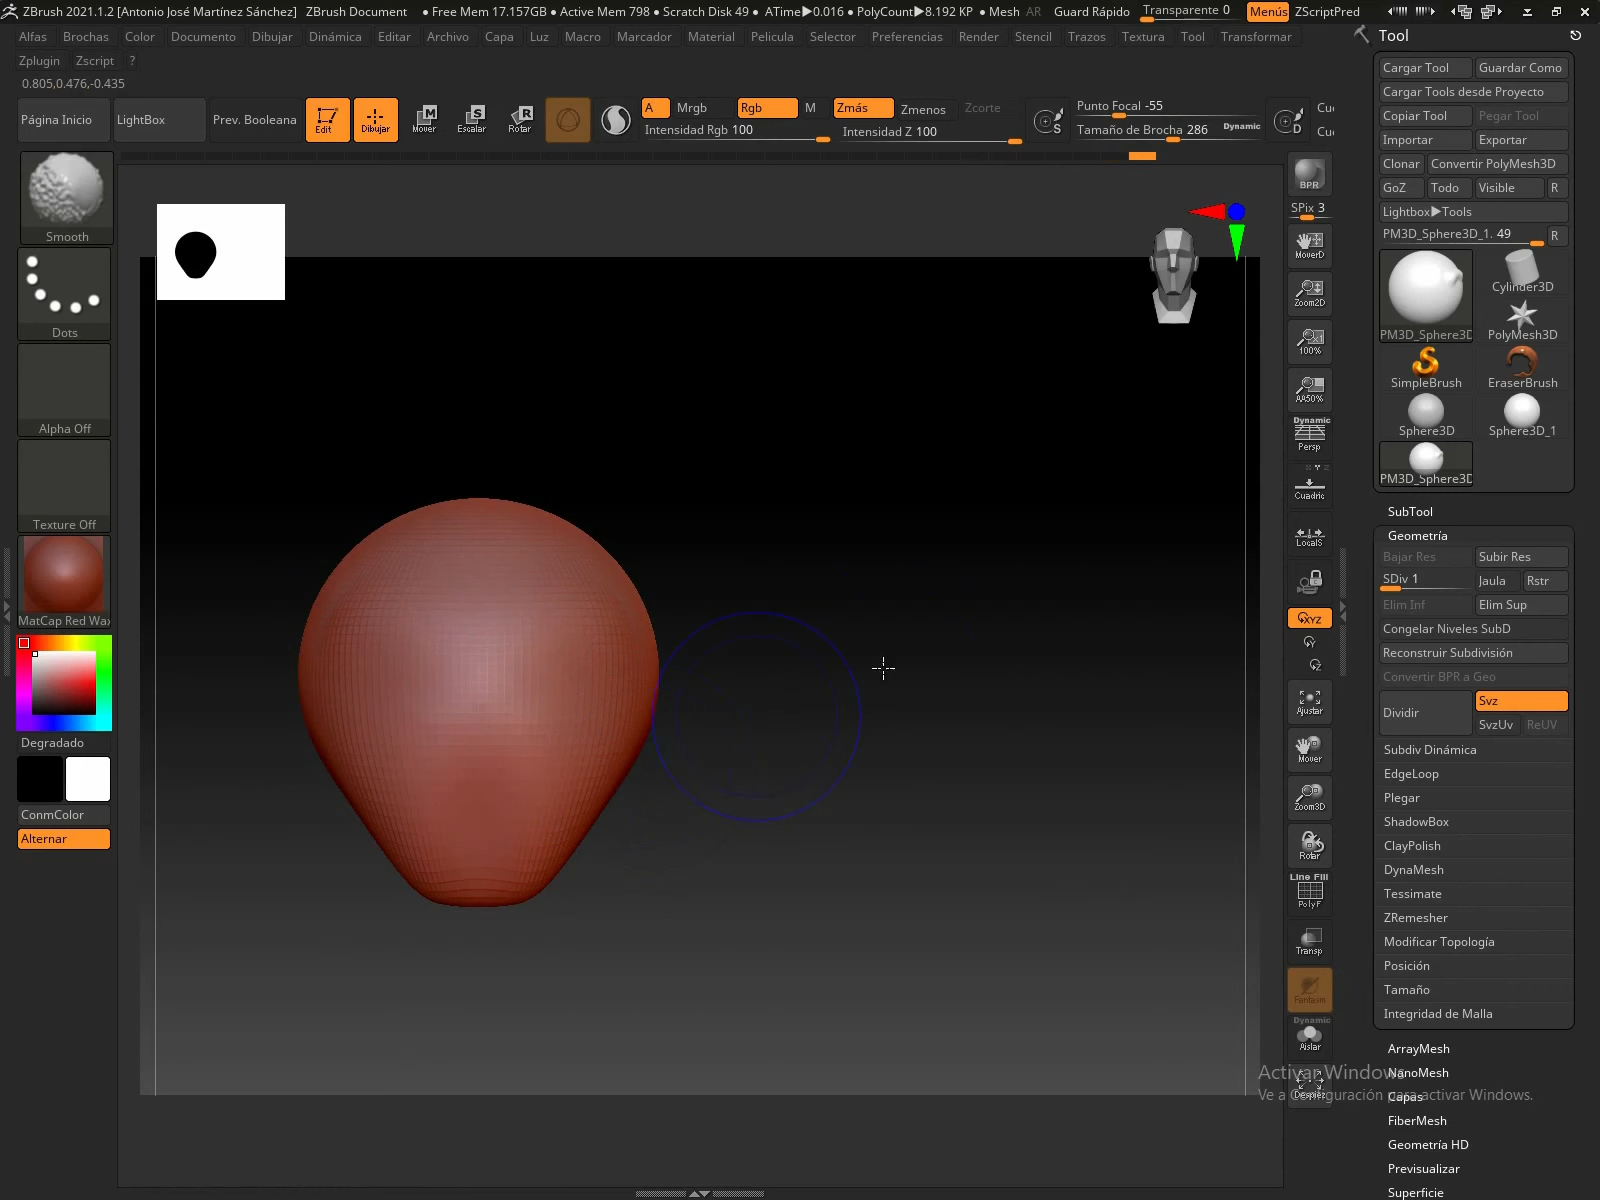 ZBrush 2021.1.2 [Antonio José Martínez Sánchez] ZBrush Document • Free Mem 17.157GB • Active Mem 798 • Scratch Disk 49 • ATime▶0.016 • PolyCount▶8.192 KP • Mesh AR Guard Rápido Transparente 0 Menús ZScriptPred
Alfas Brochas Color Documento Dibujar Dinámica Editar Archivo Capa Luz Macro Marcador Material Pelicula Selector Preferencias Render Stencil Trazos Textura Tool Transformar
Zplugin Zscript ?
0.805,0.476,-0.435
Página Inicio LightBox Prev. Booleana Edit Dibujar Mover Escalar Rotar
A Mrgb Rgb M Zmás Zmenos Zcorte
Intensidad Rgb 100 Intensidad Z 100
S
Punto Focal -55
Tamaño de Brocha 286 Dynamic
D
Cu
Cu
Smooth
Dots
Alpha Off
Texture Off
MatCap Red Wax
Degradado
ConmColor
Alternar
BPR
SPix 3
MoverD
Zoom2D
100%
AA50%
Dynamic
Persp
Cuadríc
LocalS
XYZ
Y
Z
Ajustar
Mover
Zoom3D
Rotar
Line Fill
PolyF
Transp
Fantasm
Dynamic
Aislar
Tool
Cargar Tool Guardar Como
Cargar Tools desde Proyecto
Copiar Tool Pegar Tool
Importar Exportar
Clonar Convertir PolyMesh3D
GoZ Todo Visible R
Lightbox▶Tools
PM3D_Sphere3D_1. 49 R
PM3D_Sphere3D Cylinder3D
PolyMesh3D
SimpleBrush EraserBrush
Sphere3D Sphere3D_1
PM3D_Sphere3D
SubTool
Geometría
Bajar Res Subir Res
SDiv 1 Jaula Rstr
Elim Inf Elim Sup
Congelar Niveles SubD
Reconstruir Subdivisión
Convertir BPR a Geo
Dividir Svz
SvzUv ReUV
Subdiv Dinámica
EdgeLoop
Plegar
ShadowBox
ClayPolish
DynaMesh
Tessimate
ZRemesher
Modificar Topología
Posición
Tamaño
Integridad de Malla
ArrayMesh
NanoMesh
Capas
FiberMesh
Geometría HD
Previsualizar
Superficie
Activar Windows
Ve a Configuración para activar Windows.